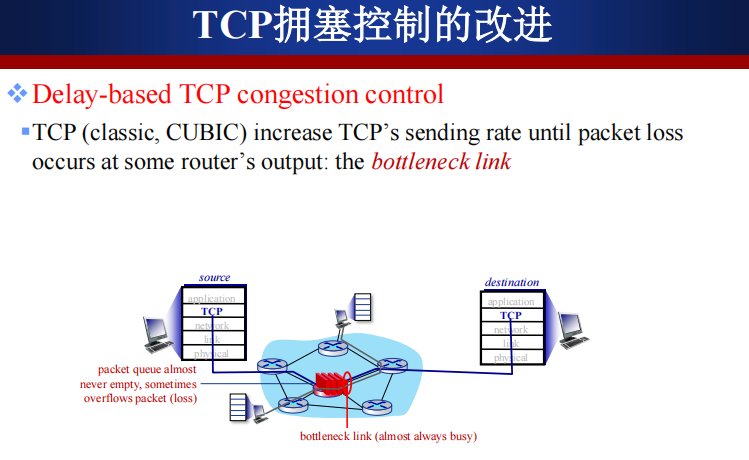 TCP拥塞控制的改进
Delay-based TCP congestion control
TCP (classic, CUBIC) increase TCP's sending rate until packet loss
occurs at some router's output: the bottleneck link
source
application
TCP
network
link
physical
destination
application
TCP
network
link
physical
packet queue almost
never empty, sometimes
overflows packet (loss)
bottleneck link (almost always busy)